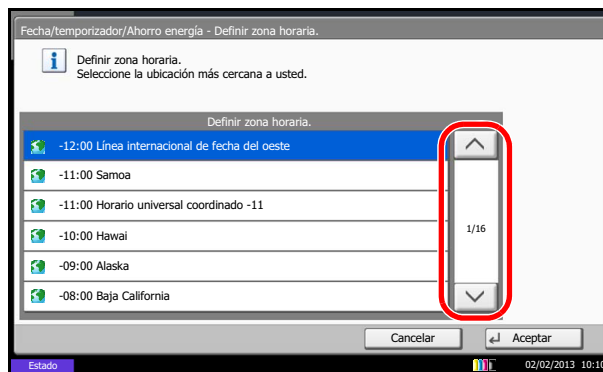 Fecha/temporizador/Ahorro energía - Definir zona horaria.
Definir zona horaria.
Seleccione la ubicación más cercana a usted.
Definir zona horaria.
-12:00 Línea internacional de fecha del oeste
-11:00 Samoa
-11:00 Horario universal coordinado -11
-10:00 Hawai
-09:00 Alaska
-08:00 Baja California
1/16
Cancelar
Aceptar
Estado
02/02/2013 10:10